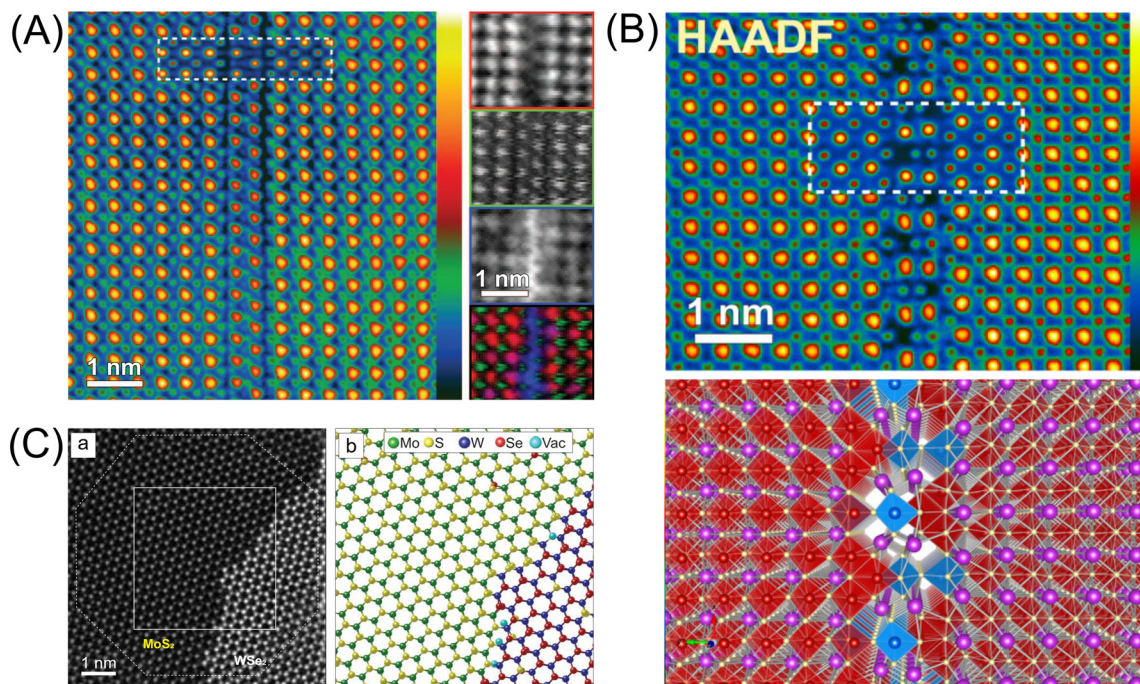 (A)
1 nm
1 nm
(B)
HAADF
1 nm
(C)
a
MoS₂
WSe₂
1 nm
b
Mo S W Se Vac